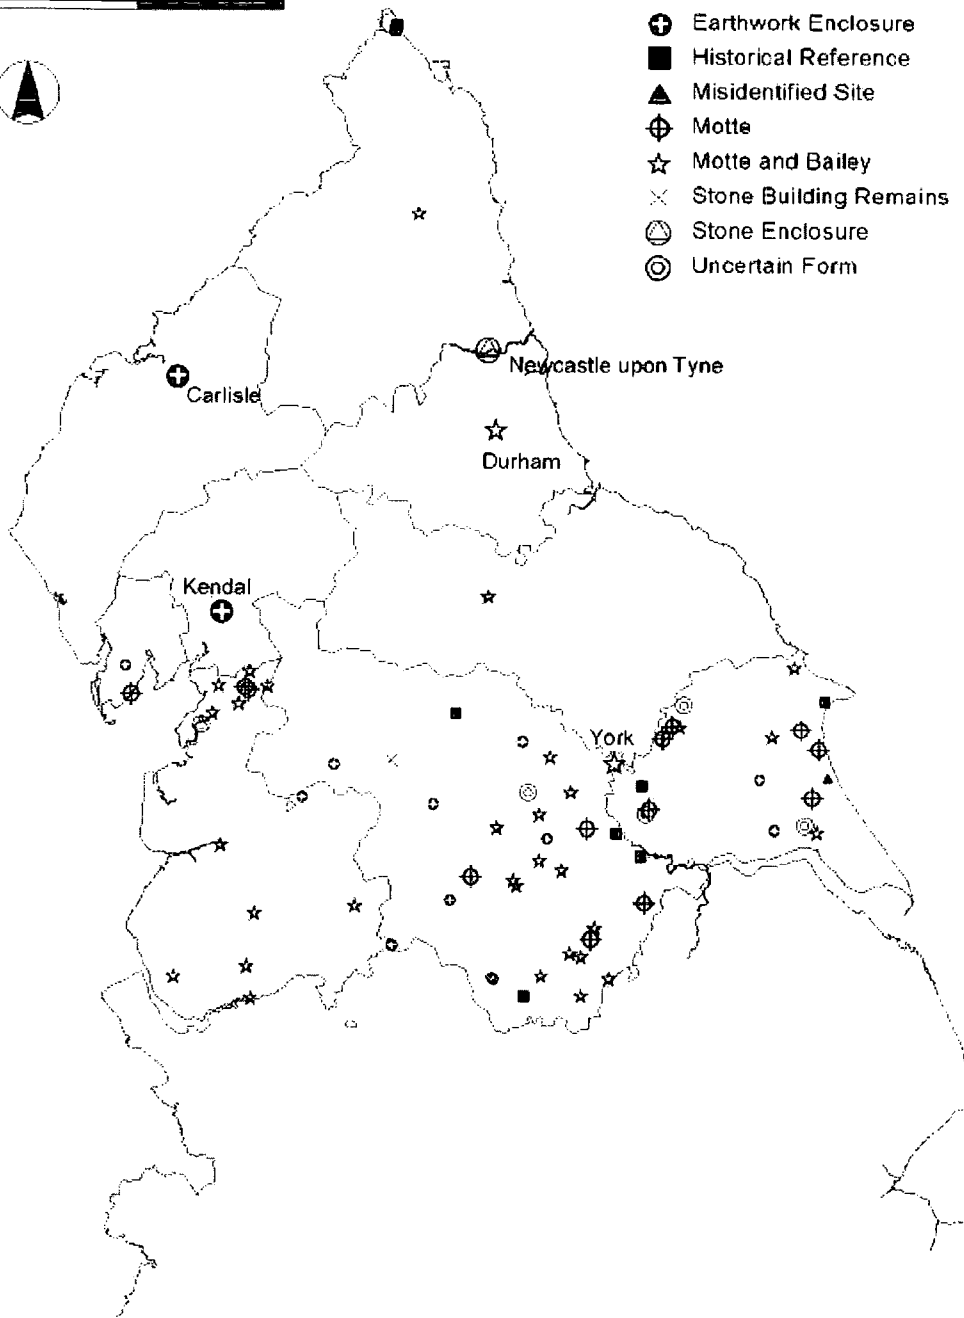 Earthwork Enclosure
Historical Reference
Misidentified Site
Motte
Motte and Bailey
Stone Building Remains
Stone Enclosure
Uncertain Form
Newcastle upon Tyne
Carlisle
Durham
Kendal
York